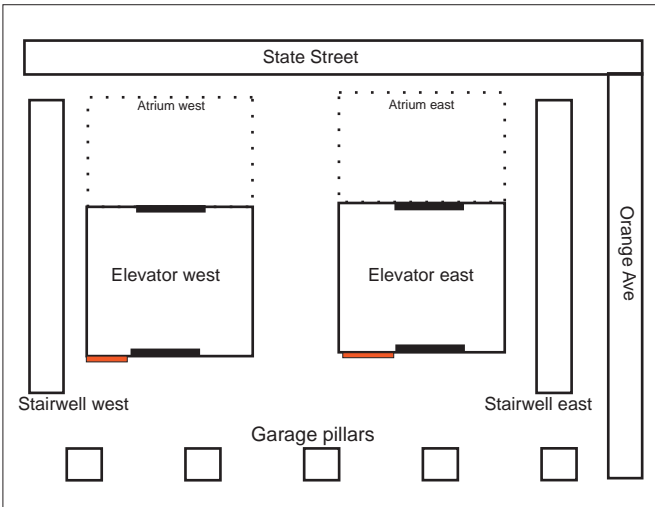 State Street
Atrium west
Atrium east
Elevator west
Elevator east
Orange Ave
Stairwell west
Stairwell east
Garage pillars